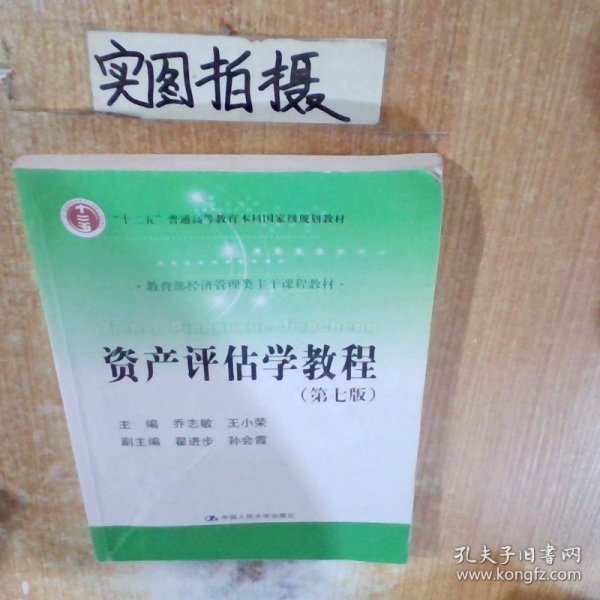 实图拍摄
十二五
"十二五"普通高等教育本科国家级规划教材
·教育部经济管理类主干课程教材·
资产评估学教程
(第七版)
主 编 乔志敏 王小荣
副主编 翟进步 孙会霞
中国人民大学出版社
孔夫子旧书网
www.kongfz.com